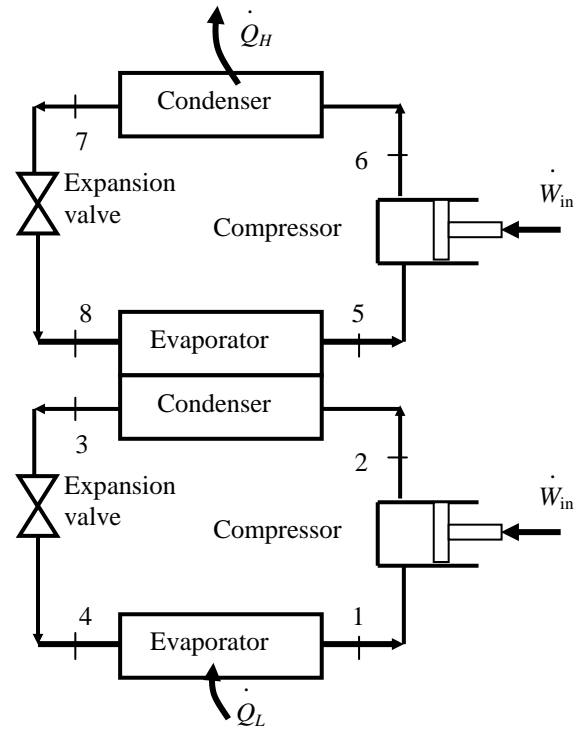 Q̇H
Condenser
7
6
Expansion
valve
Compressor
Ẇin
8
5
Evaporator
Condenser
3
2
Expansion
valve
Compressor
Ẇin
4
1
Evaporator
Q̇L